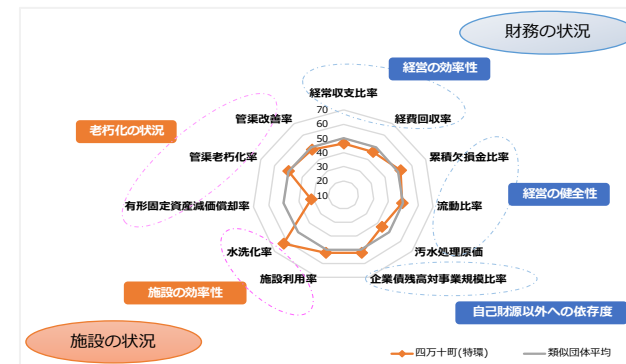 財務の状況
経営の効率性
経常収支比率
管渠改善率
経費回収率
老朽化の状況
管渠老朽化率
累積欠損金比率
70
60
50
40
30
20
10
経営の健全性
有形固定資産減価償却率
流動比率
水洗化率
汚水処理原価
施設利用率
企業債残高対事業規模比率
施設の効率性
自己財源以外への依存度
施設の状況
四万十町(特環)
類似団体平均